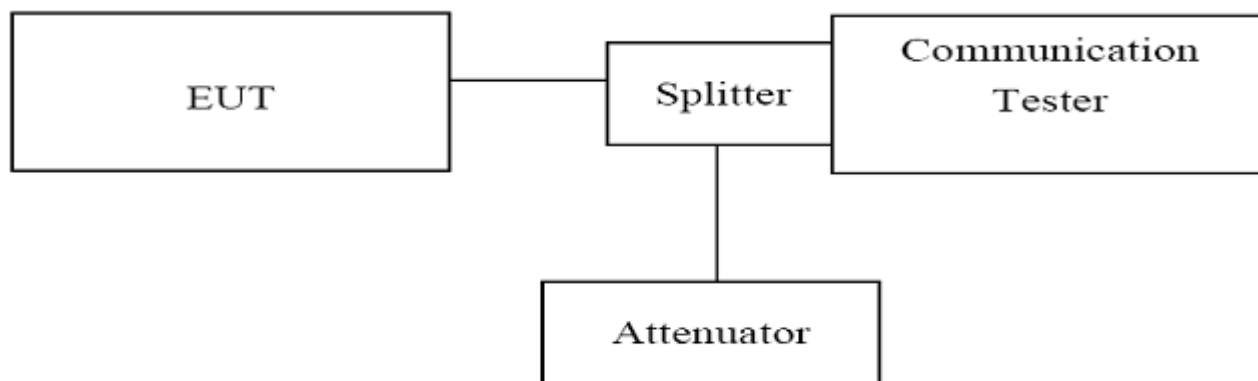 EUT
Splitter
Communication
Tester
Attenuator